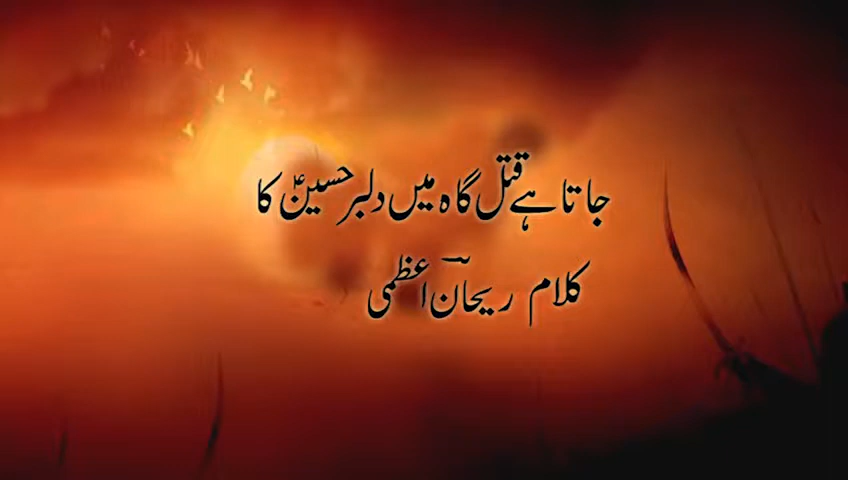 جاتا ہے قتل گاہ میں دلبر حسینؑ کا
کلام ریحان اعظمی